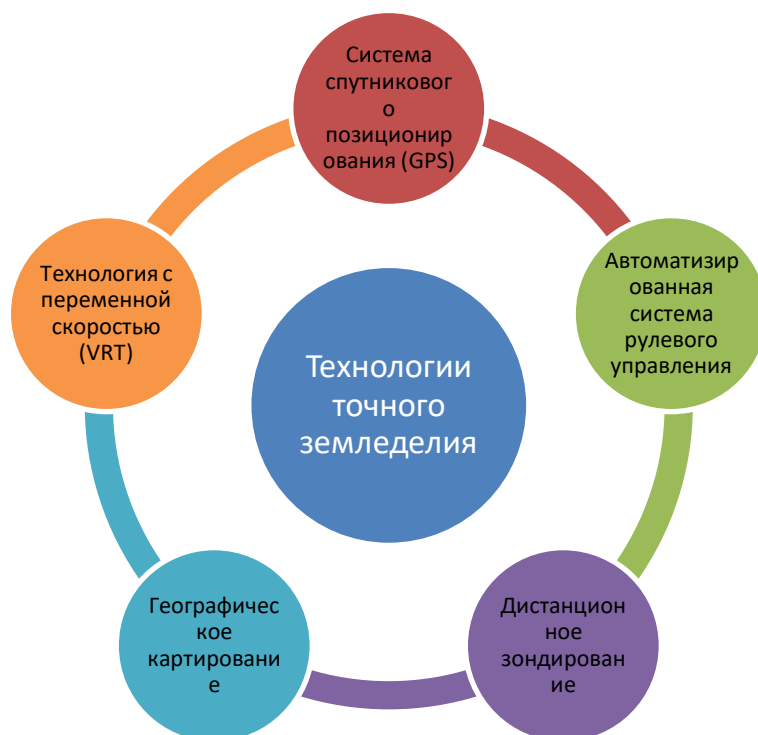 Система
спутниковог
о
позиционир
ования (GPS)
Автоматизир
ованная
система
рулевого
управления
Дистанцион
ное
зондирован
ие
Географичес
кое
картировани
е
Технология с
переменной
скоростью
(VRT)
Технологии
точного
земледелия